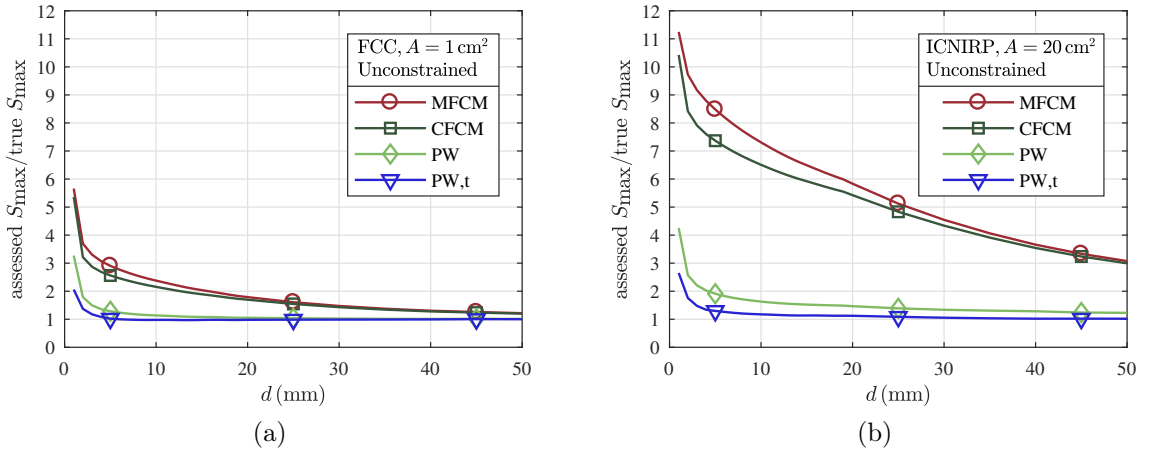 12
11
10
9
8
7
6
5
4
3
2
1
0
assessed Smax/true Smax
FCC, A = 1 cm²
Unconstrained
MFCM
CFCM
PW
PW,t
0 10 20 30 40 50
d (mm)
(a)
12
11
10
9
8
7
6
5
4
3
2
1
0
assessed Smax/true Smax
ICNIRP, A = 20 cm²
Unconstrained
MFCM
CFCM
PW
PW,t
0 10 20 30 40 50
d (mm)
(b)